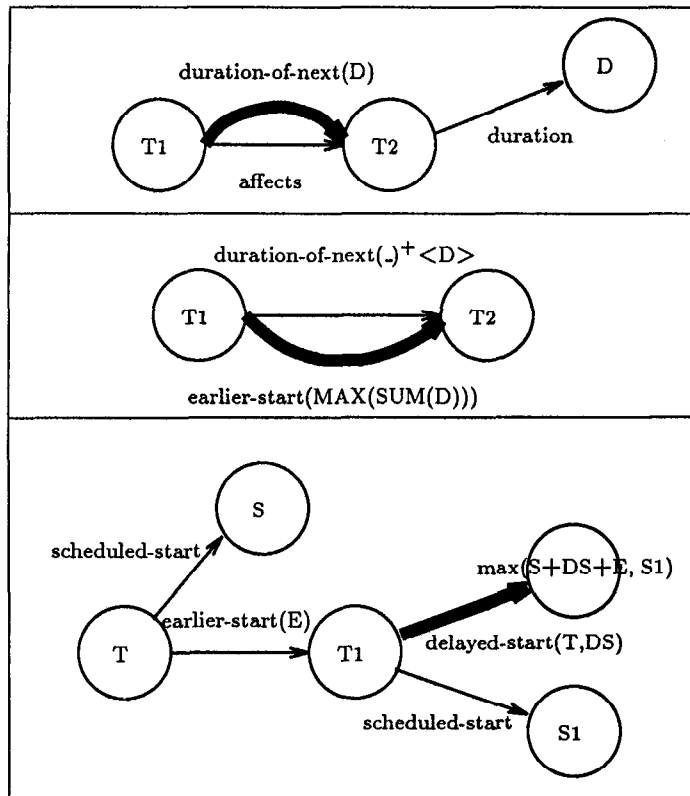 duration-of-next(D)
D
T1
T2
duration
affects
duration-of-next(_)+ <D>
T1
T2
earlier-start(MAX(SUM(D)))
S
scheduled-start
max(S+DS+E, S1)
earlier-start(E)
T
T1
delayed-start(T,DS)
scheduled-start
S1